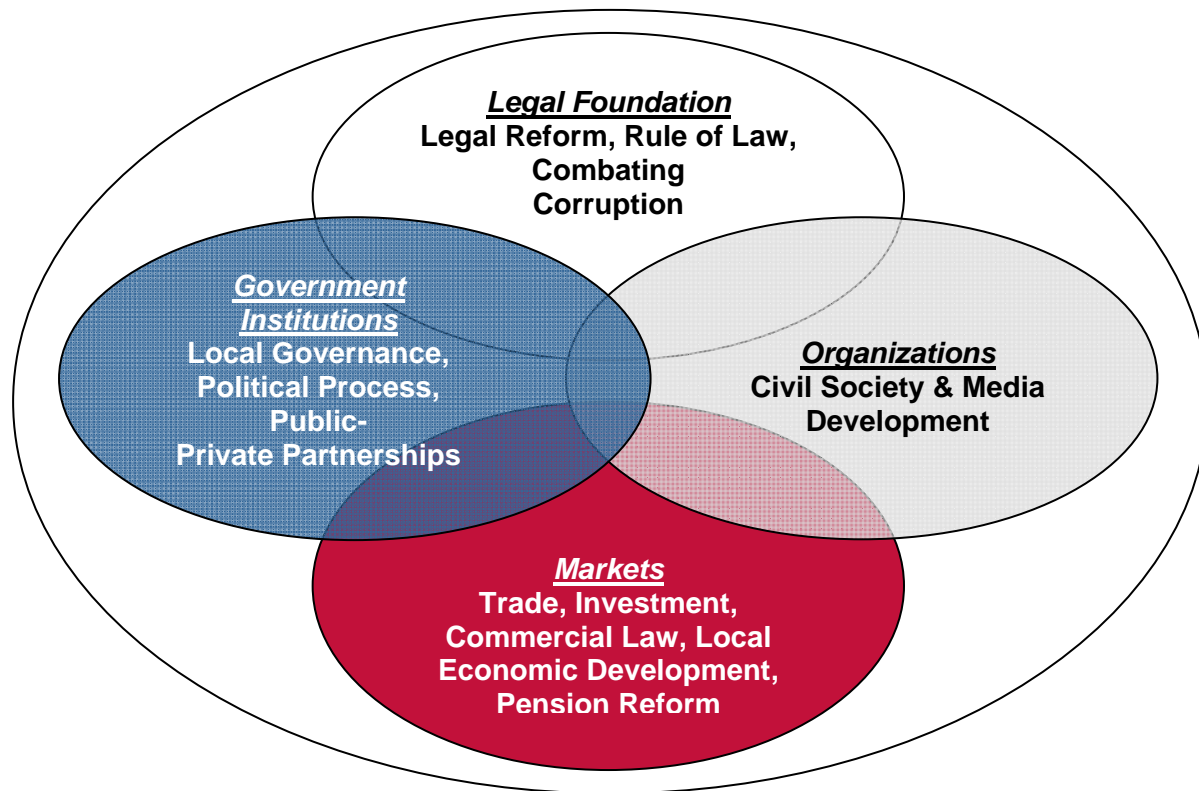 Legal Foundation
Legal Reform, Rule of Law,
Combating
Corruption
Government
Institutions
Local Governance,
Political Process,
Public-
Private Partnerships
Organizations
Civil Society & Media
Development
Markets
Trade, Investment,
Commercial Law, Local
Economic Development,
Pension Reform